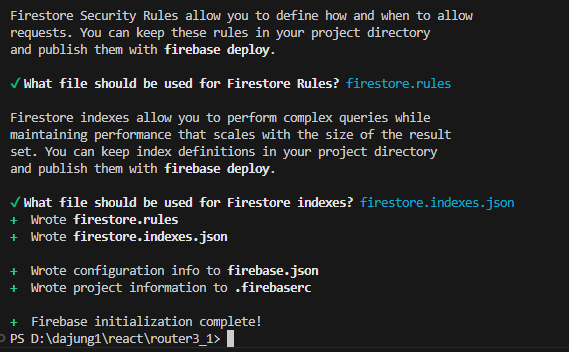 Firestore Security Rules allow you to define how and when to allow
requests. You can keep these rules in your project directory
and publish them with firebase deploy.
✓ What file should be used for Firestore Rules? firestore.rules
Firestore indexes allow you to perform complex queries while
maintaining performance that scales with the size of the result
set. You can keep index definitions in your project directory
and publish them with firebase deploy.
✓ What file should be used for Firestore indexes? firestore.indexes.json
+ Wrote firestore.rules
+ Wrote firestore.indexes.json
+ Wrote configuration info to firebase.json
+ Wrote project information to .firebaserc
+ Firebase initialization complete!
PS D:\dajung1\react\router3_1>